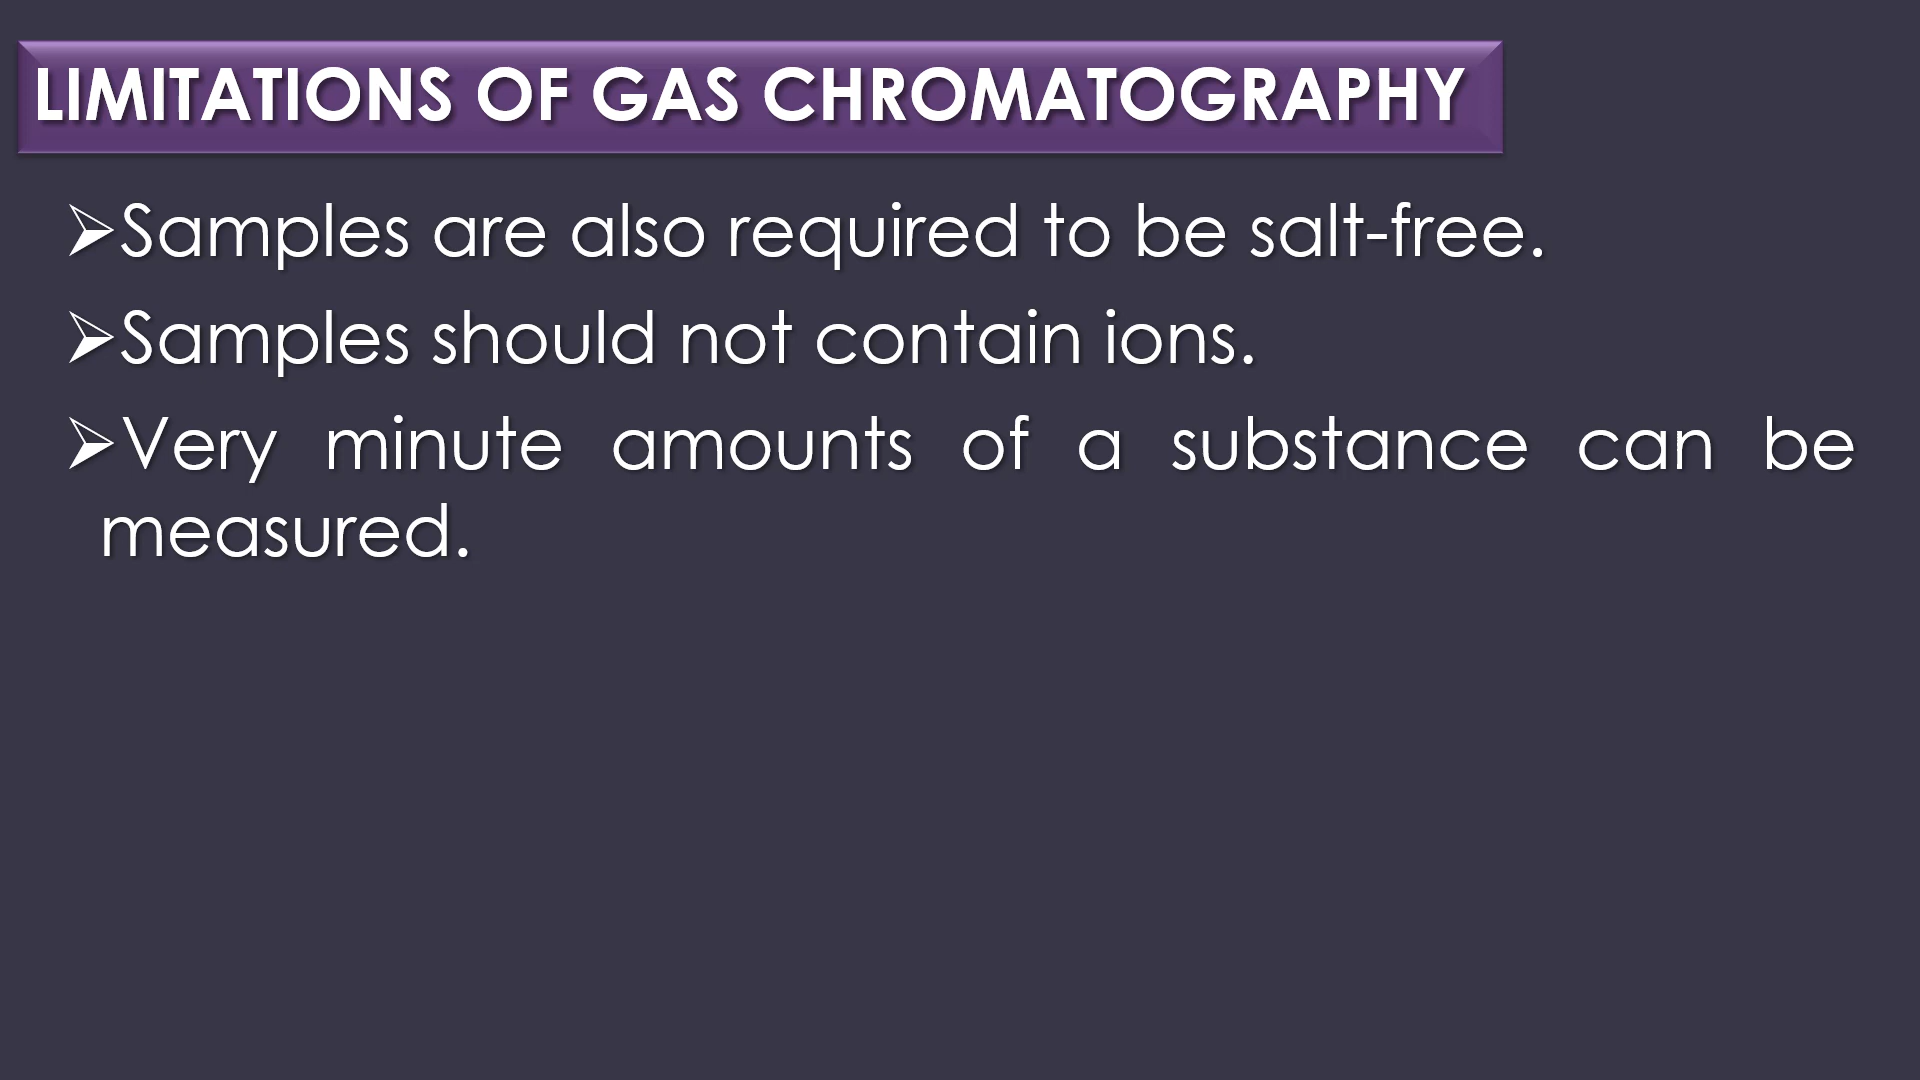 LIMITATIONS OF GAS CHROMATOGRAPHY
➢Samples are also required to be salt-free.
➢Samples should not contain ions.
➢Very minute amounts of a substance can be
measured.